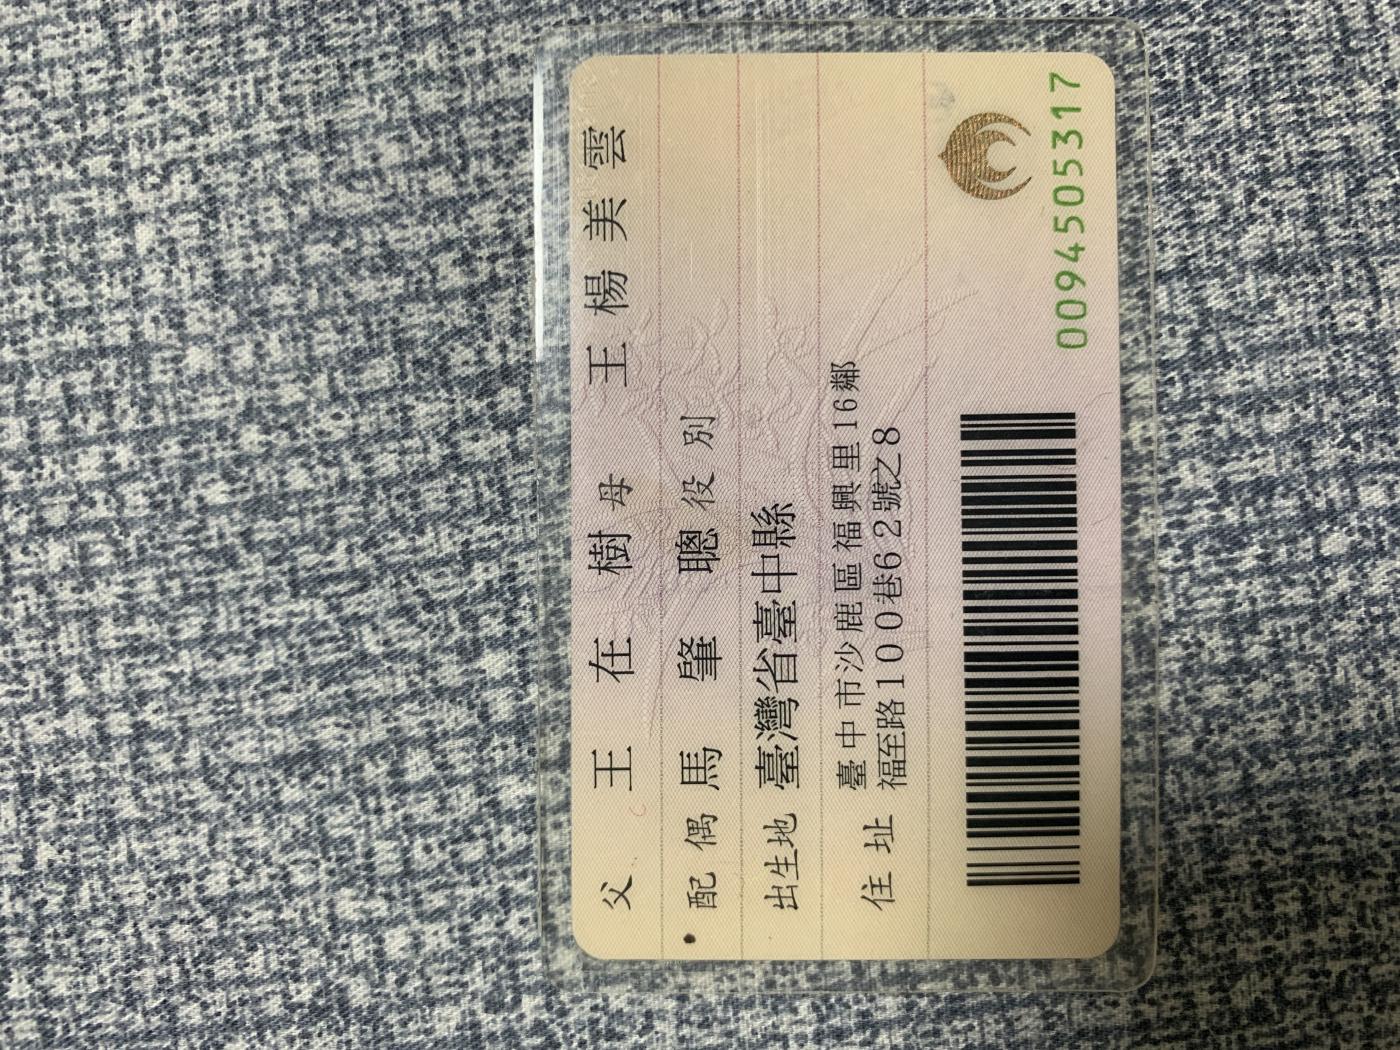 父 王在樹 母 王楊美雲
配偶 馬肇聰 役別
出生地 臺灣省臺中縣
住址 臺中市沙鹿區福興里16鄰
福至路100巷62號之8
0094505317